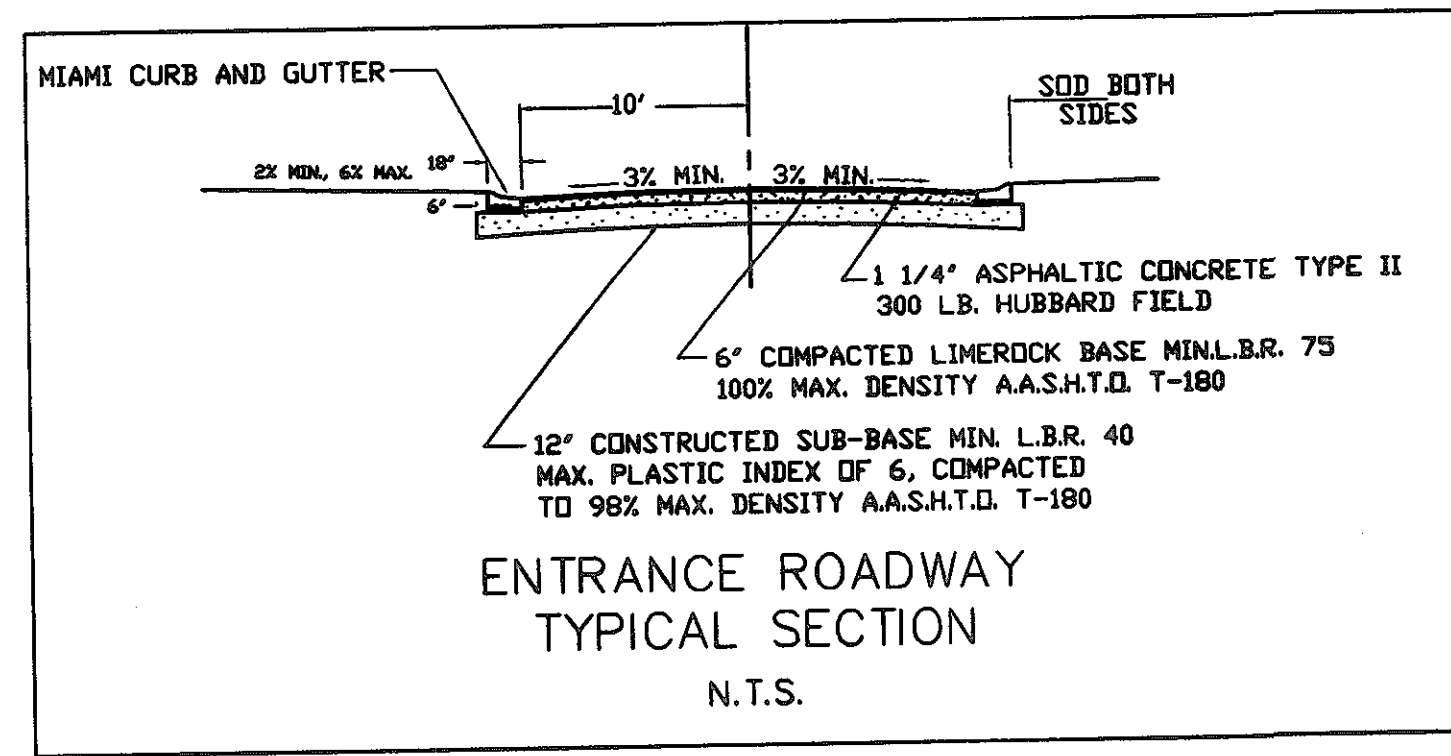 MIAMI CURB AND GUTTER
10'
SOD BOTH
SIDES
2% MIN., 6% MAX.
18"
3% MIN.
3% MIN.
6"
1 1/4" ASPHALTIC CONCRETE TYPE II
300 LB. HUBBARD FIELD
6" COMPACTED LIMEROCK BASE MIN.L.B.R. 75
100% MAX. DENSITY A.A.S.H.T.O. T-180
12" CONSTRUCTED SUB-BASE MIN. L.B.R. 40
MAX. PLASTIC INDEX OF 6, COMPACTED
TO 98% MAX. DENSITY A.A.S.H.T.O. T-180
ENTRANCE ROADWAY
TYPICAL SECTION
N.T.S.